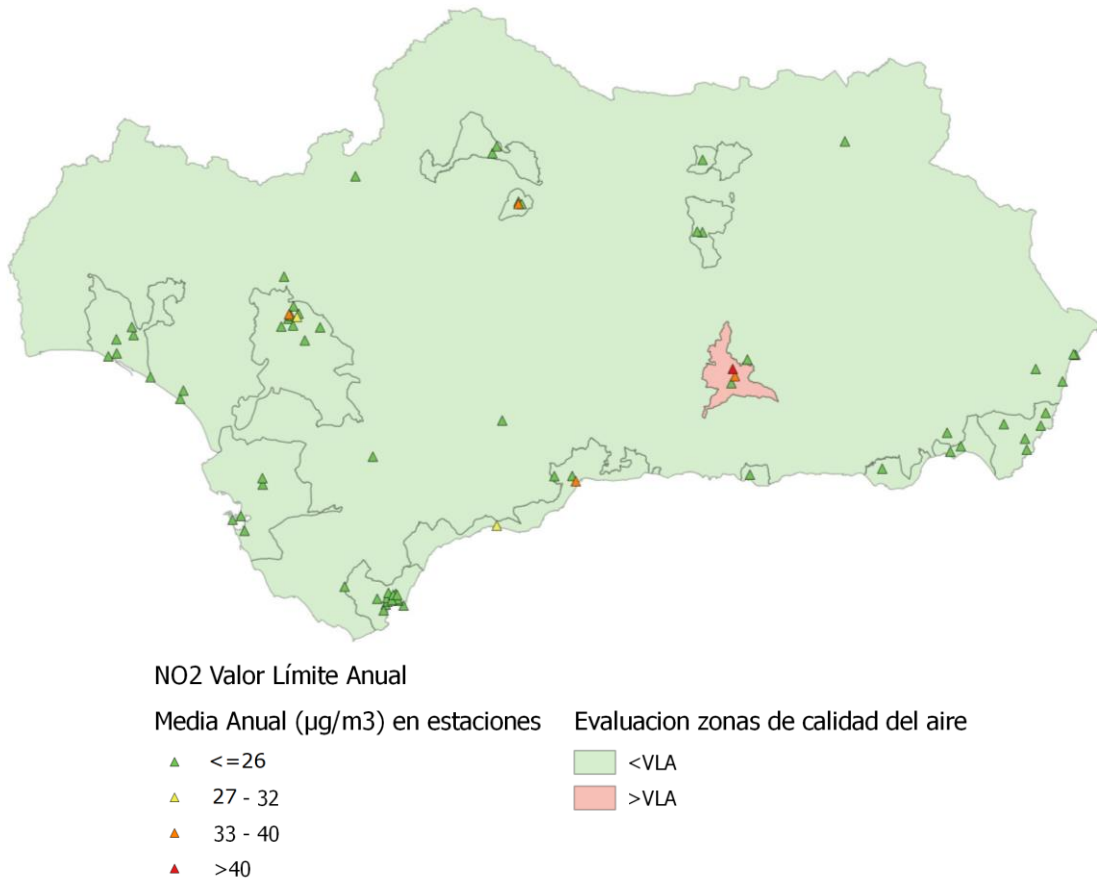 NO2 Valor Límite Anual
Media Anual (µg/m3) en estaciones
<=26
27 - 32
33 - 40
>40
Evaluacion zonas de calidad del aire
<VLA
>VLA